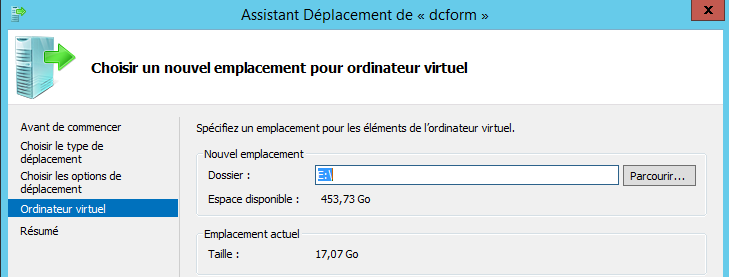 Assistant Déplacement de « dcform »
x
Choisir un nouvel emplacement pour ordinateur virtuel
Avant de commencer
Choisir le type de
déplacement
Choisir les options de
déplacement
Ordinateur virtuel
Résumé
Spécifiez un emplacement pour les éléments de l'ordinateur virtuel.
Nouvel emplacement
Dossier :
E:\
Parcourir...
Espace disponible :
453,73 Go
Emplacement actuel
Taille :
17,07 Go